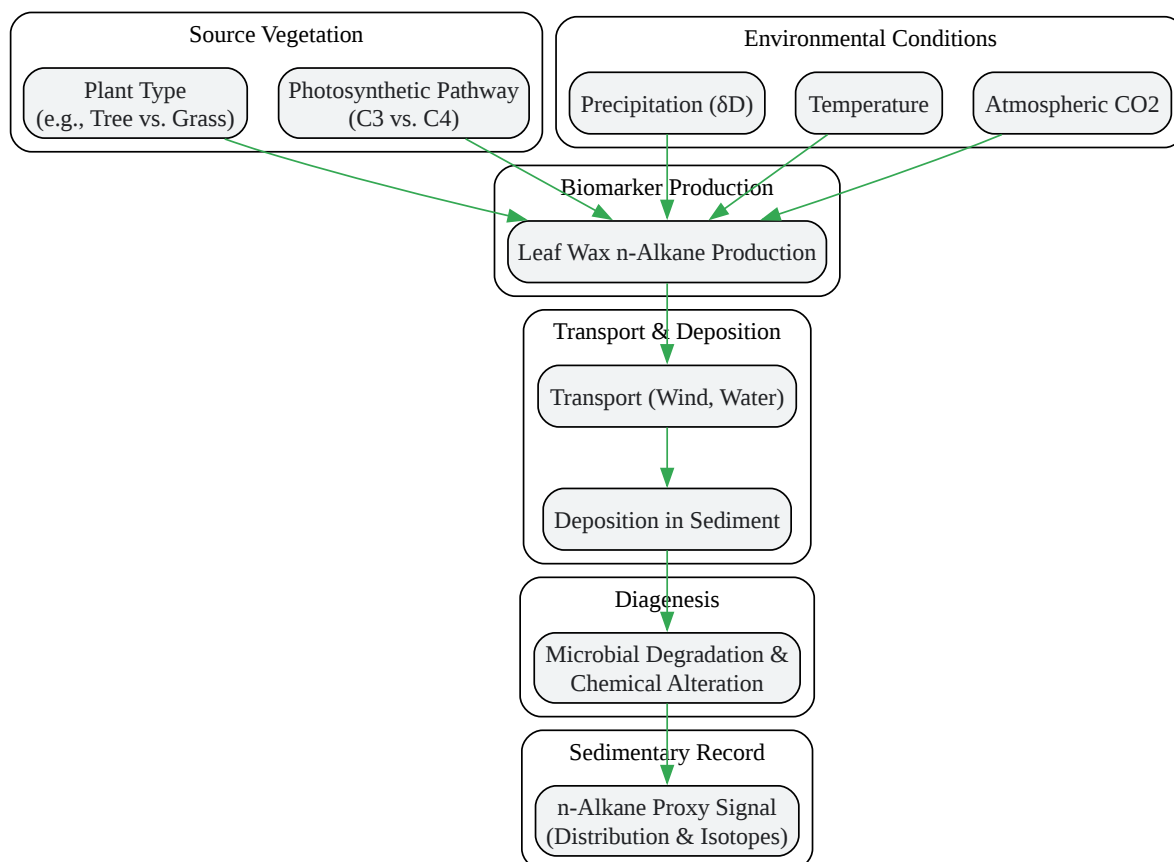 Source Vegetation
Plant Type
(e.g., Tree vs. Grass)
Photosynthetic Pathway
(C3 vs. C4)
Environmental Conditions
Precipitation (δD)
Temperature
Atmospheric CO2
Biomarker Production
Leaf Wax n-Alkane Production
Transport & Deposition
Transport (Wind, Water)
Deposition in Sediment
Diagenesis
Microbial Degradation &
Chemical Alteration
Sedimentary Record
n-Alkane Proxy Signal
(Distribution & Isotopes)